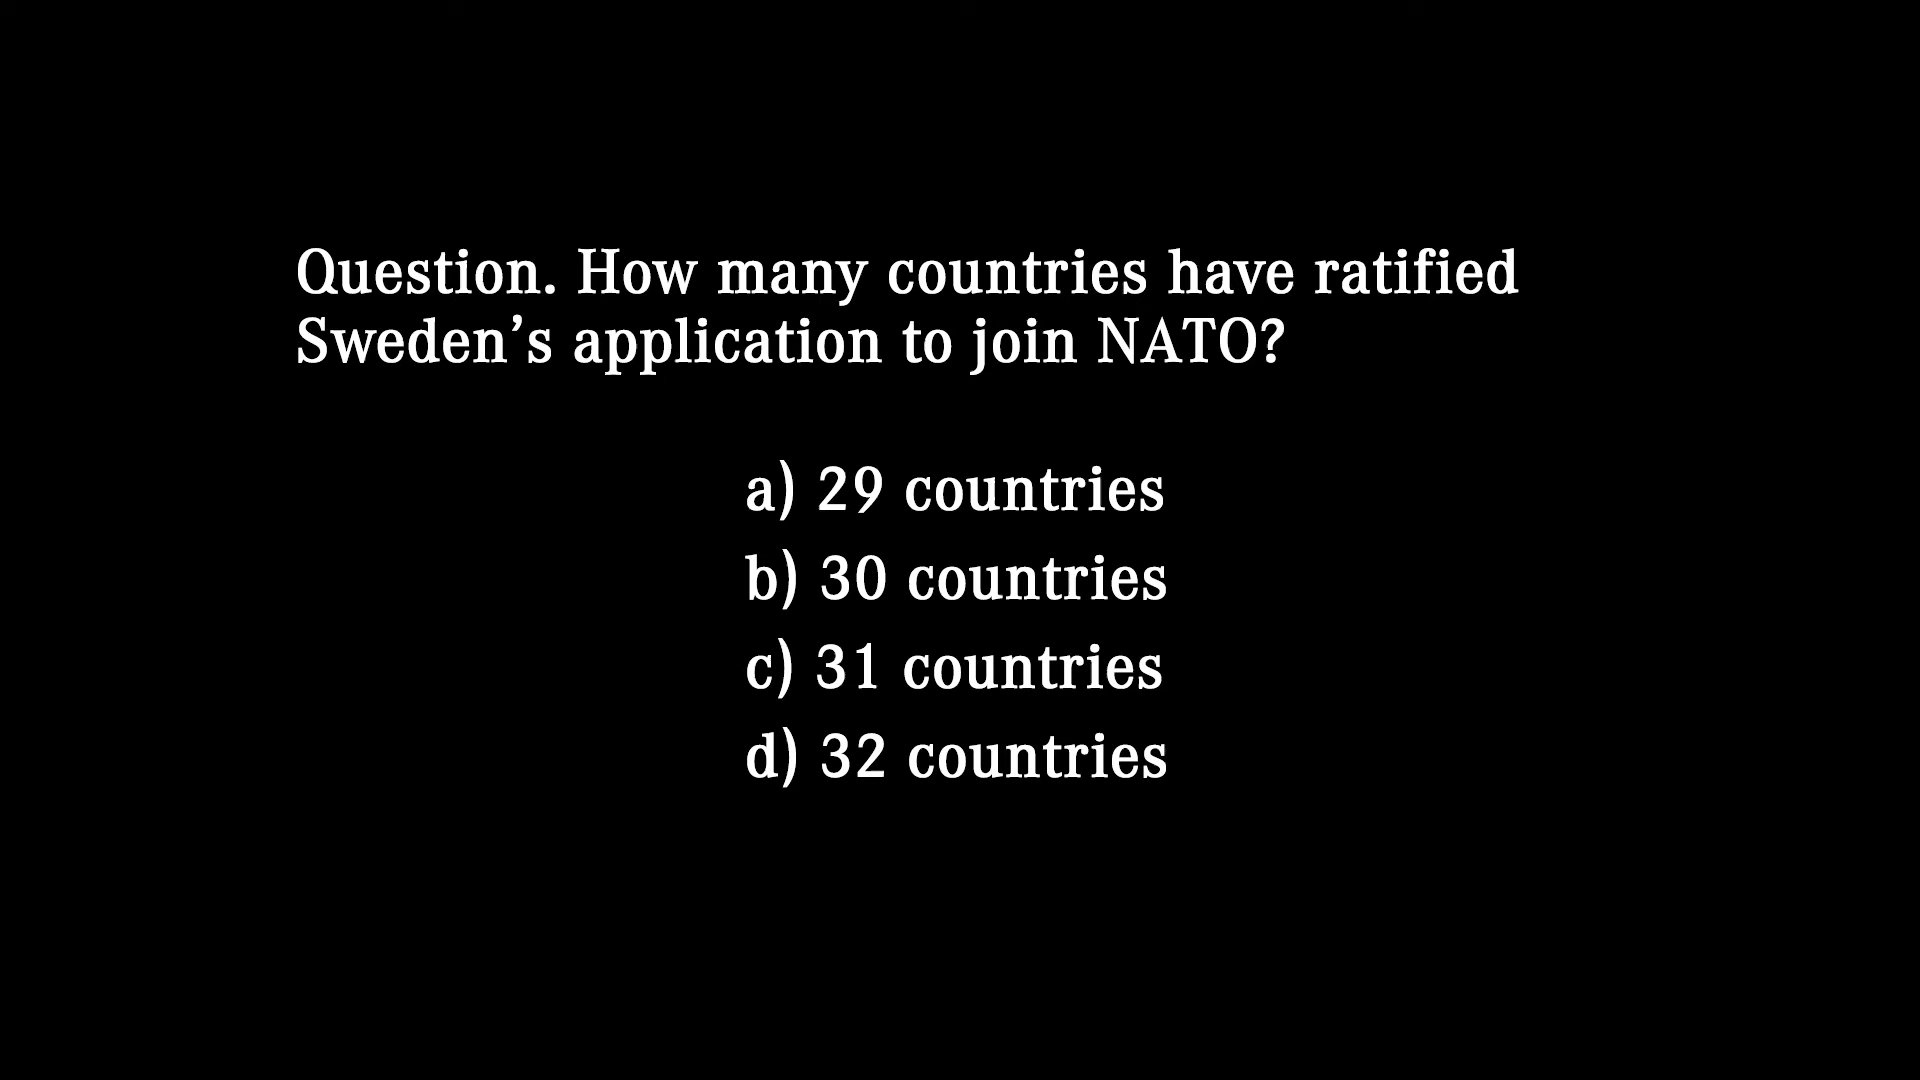 Question. How many countries have ratified
Sweden’s application to join NATO?
a) 29 countries
b) 30 countries
c) 31 countries
d) 32 countries